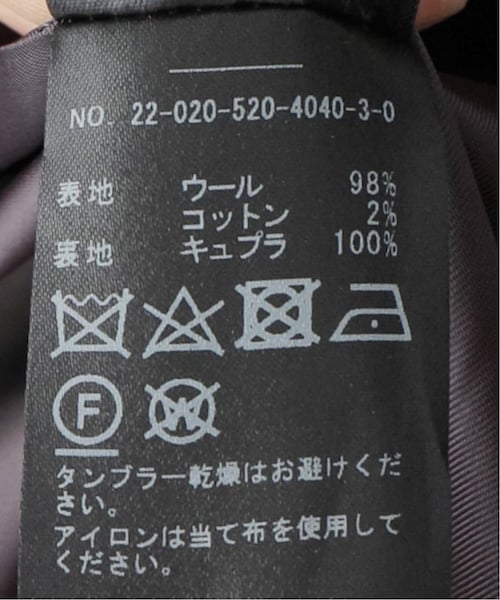 NO. 22-020-520-4040-3-0
表地 ウール 98%
コットン 2%
裏地 キュプラ 100%
F
W
タンブラー乾燥はお避けくだ
さい。
アイロンは当て布を使用して
ください。